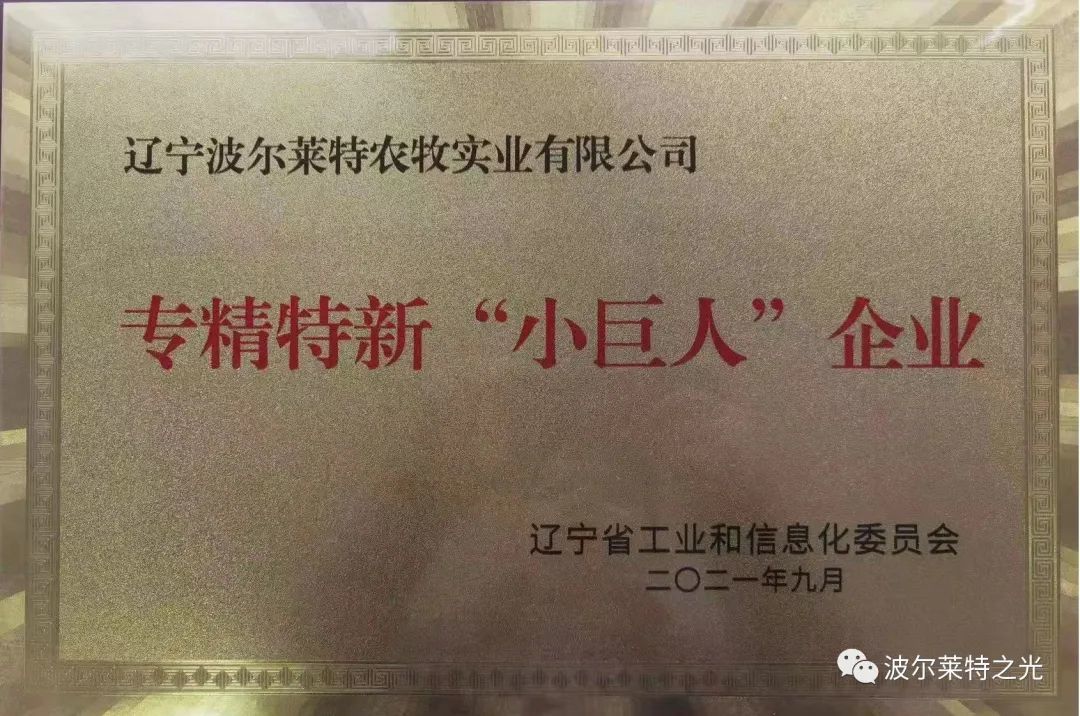 辽宁波尔莱特农牧实业有限公司
专精特新“小巨人”企业
辽宁省工业和信息化委员会
二〇二一年九月
波尔莱特之光